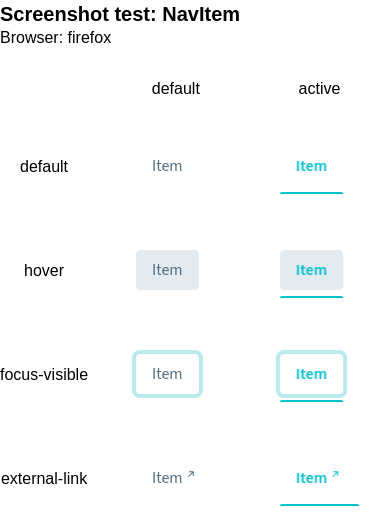 Screenshot test: NavItem
Browser: firefox
default active
default Item Item
hover Item Item
focus-visible Item Item
external-link Item ↗ Item ↗